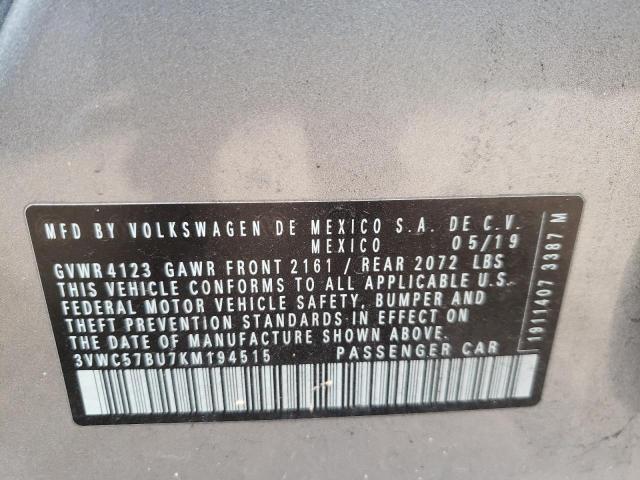 MFD BY VOLKSWAGEN DE MEXICO S.A. DE C.V.
MEXICO 05/19
GVWR 4123 GAWR FRONT 2161 / REAR 2072 LBS
THIS VEHICLE CONFORMS TO ALL APPLICABLE U.S.
FEDERAL MOTOR VEHICLE SAFETY, BUMPER AND
THEFT PREVENTION STANDARDS IN EFFECT ON
THE DATE OF MANUFACTURE SHOWN ABOVE.
3VWC57BU7KM194515 PASSENGER CAR
1911407 3387 M